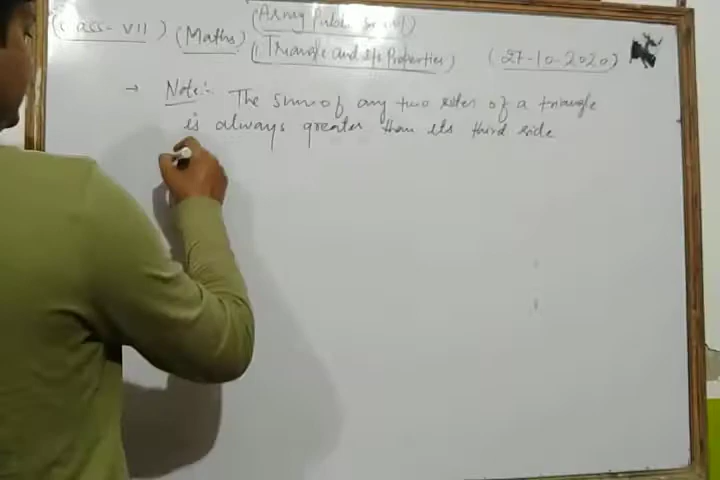 (Class-VII) (Maths) (Army Public School)
(Triangle and its Properties) (27-10-2020)
→ Note:- The sum of any two sides of a triangle
is always greater than its third side